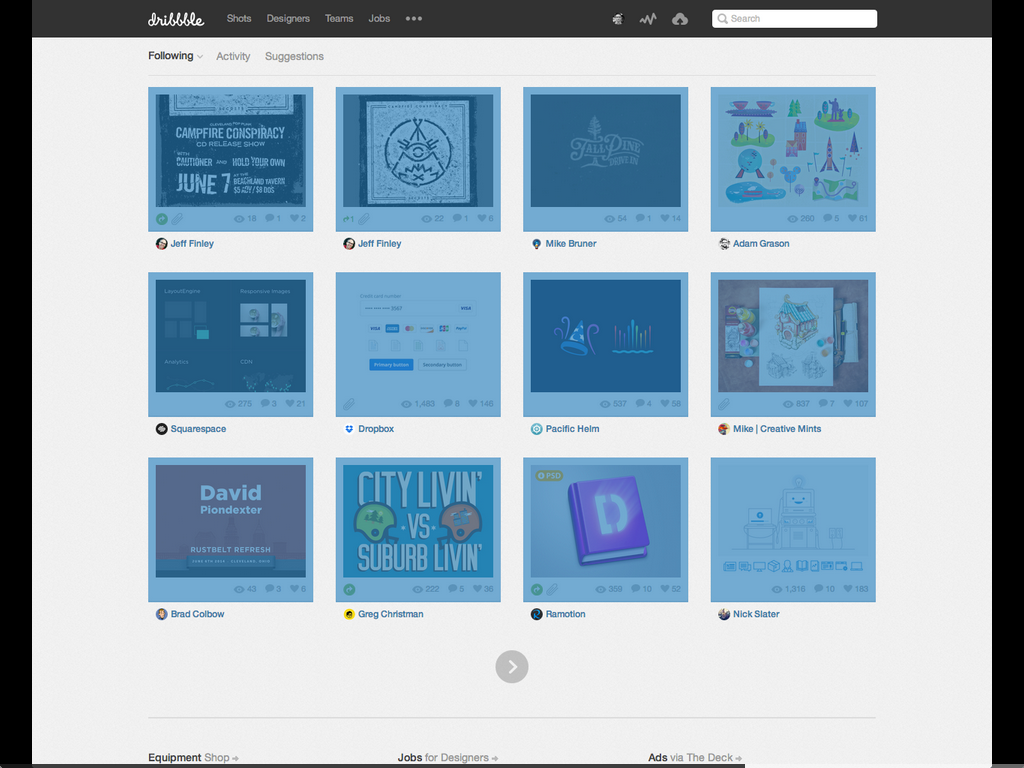 dribbble Shots Designers Teams Jobs ••• Search
Following Activity Suggestions
CAMPFIRE CONSPIRACY
CD RELEASE SHOW
WITH CAUTIONER AND HOLD YOUR OWN
JUNE 7 AT THE BEACHLAND TAVERN
$5 ADV / $8 DOS
18 1 2
CAMPFIRE CONSPIRACY
1 22 1 6
TALL PINE
DRIVE IN
54 1 14
260 5 61
Jeff Finley Jeff Finley Mike Bruner Adam Grason
LayoutEngine Responsive Images
Analytics CDN
275 3 21
Credit card number
3567 VISA
VISA PayPal
Primary button Secondary button
1,483 8 146
537 4 56
837 7 107
Squarespace Dropbox Pacific Helm Mike | Creative Mints
David
Piondexter
RUSTBELT REFRESH
43 3 6
CITY LIVIN'
·VS·
SUBURB LIVIN'
222 5 36
PSD
D
359 10 52
1,316 10 183
Brad Colbow Greg Christman Ramotion Nick Slater
Equipment Shop Jobs for Designers Ads via The Deck